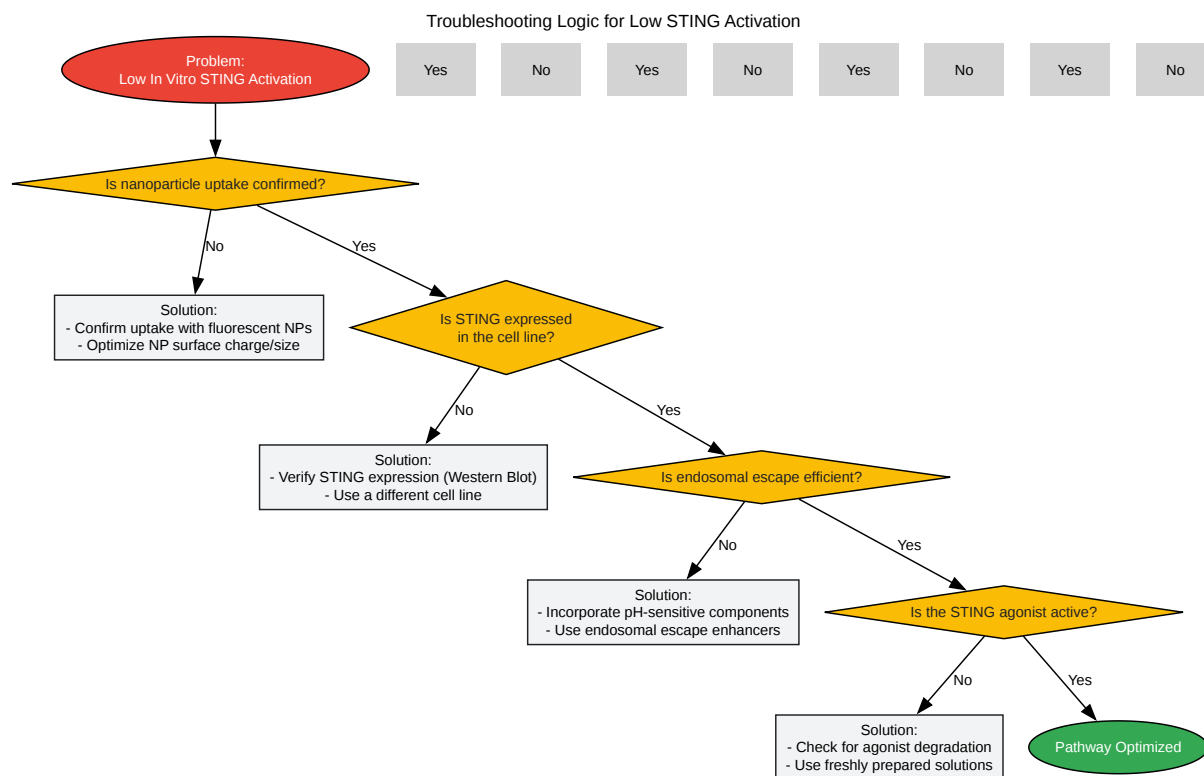 Troubleshooting Logic for Low STING Activation
Problem:
Low In Vitro STING Activation
Yes
No
Yes
No
Yes
No
Yes
No
Is nanoparticle uptake confirmed?
No
Yes
Solution:
- Confirm uptake with fluorescent NPs
- Optimize NP surface charge/size
Is STING expressed
in the cell line?
No
Yes
Solution:
- Verify STING expression (Western Blot)
- Use a different cell line
Is endosomal escape efficient?
No
Yes
Solution:
- Incorporate pH-sensitive components
- Use endosomal escape enhancers
Is the STING agonist active?
No
Yes
Solution:
- Check for agonist degradation
- Use freshly prepared solutions
Pathway Optimized